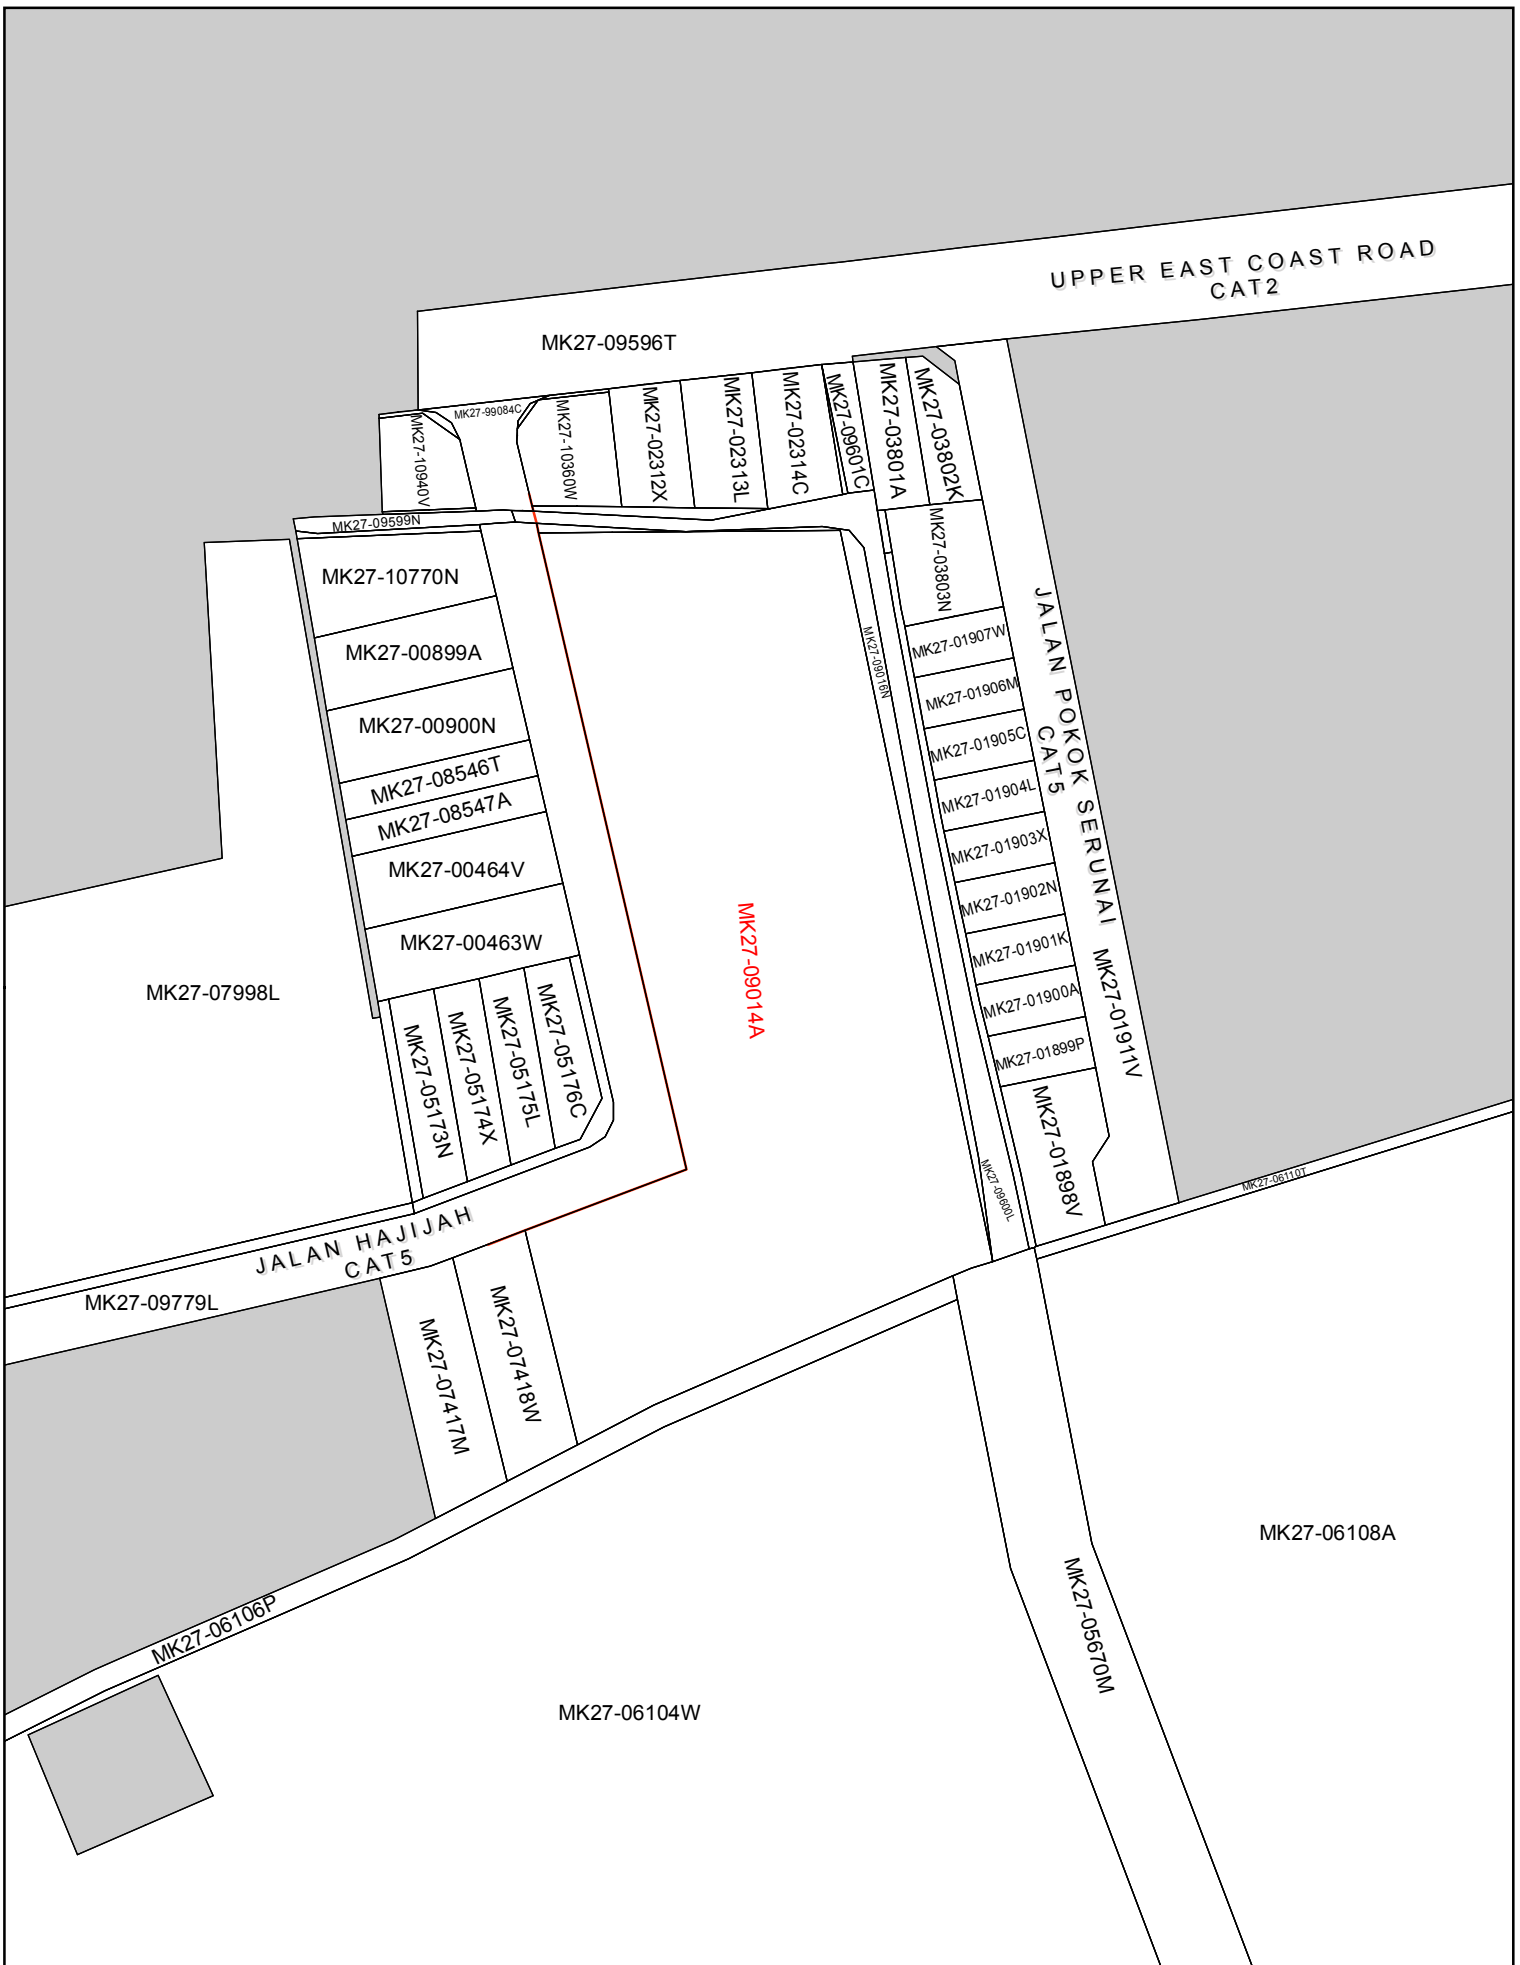 UPPER EAST COAST ROAD
CAT2
MK27-09596T
MK27-99084C
MK27-10940V
MK27-10360W
MK27-02312X
MK27-02313L
MK27-02314C
MK27-09601C
MK27-03801A
MK27-03802K
MK27-09599N
MK27-03803N
MK27-10770N
MK27-00899A
MK27-00900N
MK27-08546T
MK27-08547A
MK27-00464V
MK27-00463W
MK27-07998L
MK27-05173N
MK27-05174X
MK27-05175L
MK27-05176C
MK27-09014A
MK27-09016N
MK27-01907W
MK27-01906M
MK27-01905C
MK27-01904L
MK27-01903X
MK27-01902N
MK27-01901K
MK27-01900A
MK27-01899P
MK27-01898V
JALAN POKOK SERUNAI
CAT5
MK27-01911V
MK27-09600L
MK27-06110T
JALAN HAJIJAH
CAT5
MK27-09779L
MK27-07417M
MK27-07418W
MK27-06106P
MK27-06104W
MK27-05670M
MK27-06108A